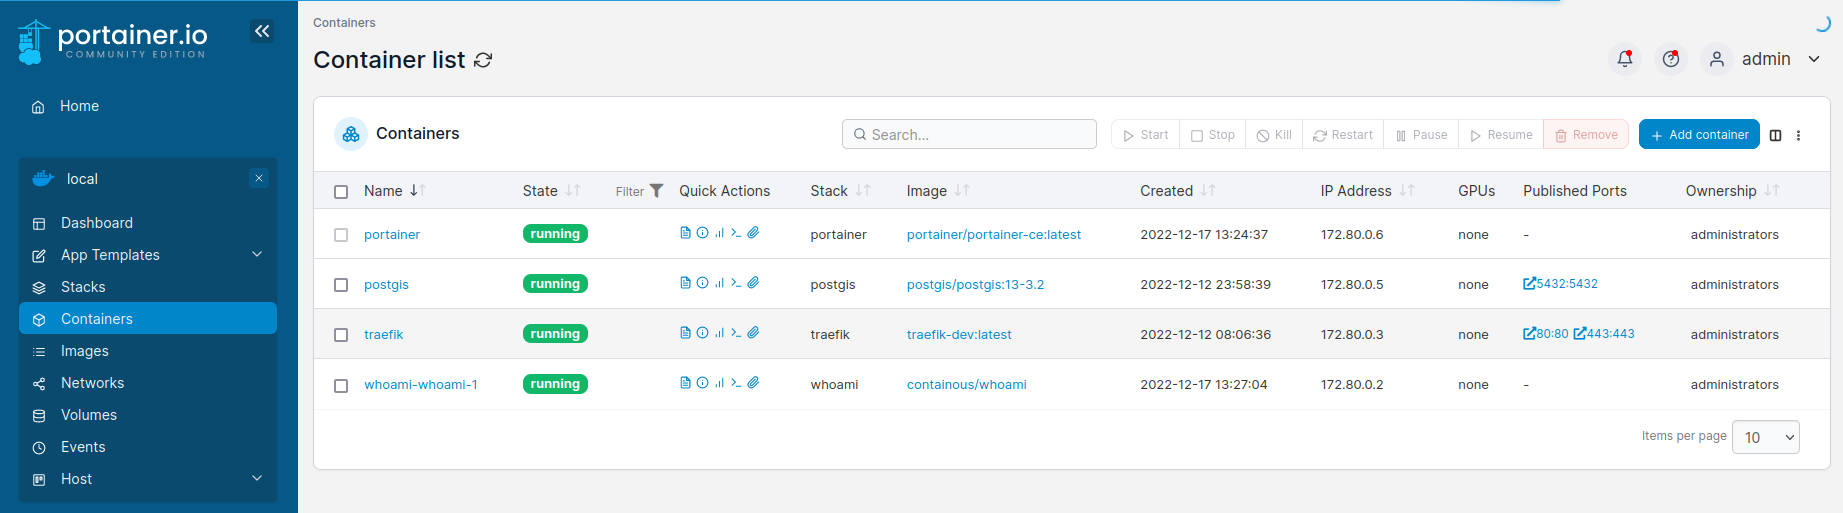 portainer.io
COMMUNITY EDITION
Home
local
Dashboard
App Templates
Stacks
Containers
Images
Networks
Volumes
Events
Host
Containers
Container list
admin
Containers
Search...
Start Stop Kill Restart Pause Resume Remove
+ Add container
Name State Filter Quick Actions Stack Image Created IP Address GPUs Published Ports Ownership
portainer running portainer portainer/portainer-ce:latest 2022-12-17 13:24:37 172.80.0.6 none - administrators
postgis running postgis postgis/postgis:13-3.2 2022-12-12 23:58:39 172.80.0.5 none 5432:5432 administrators
traefik running traefik traefik-dev:latest 2022-12-12 08:06:36 172.80.0.3 none 80:80 443:443 administrators
whoami-whoami-1 running whoami containous/whoami 2022-12-17 13:27:04 172.80.0.2 none - administrators
Items per page 10